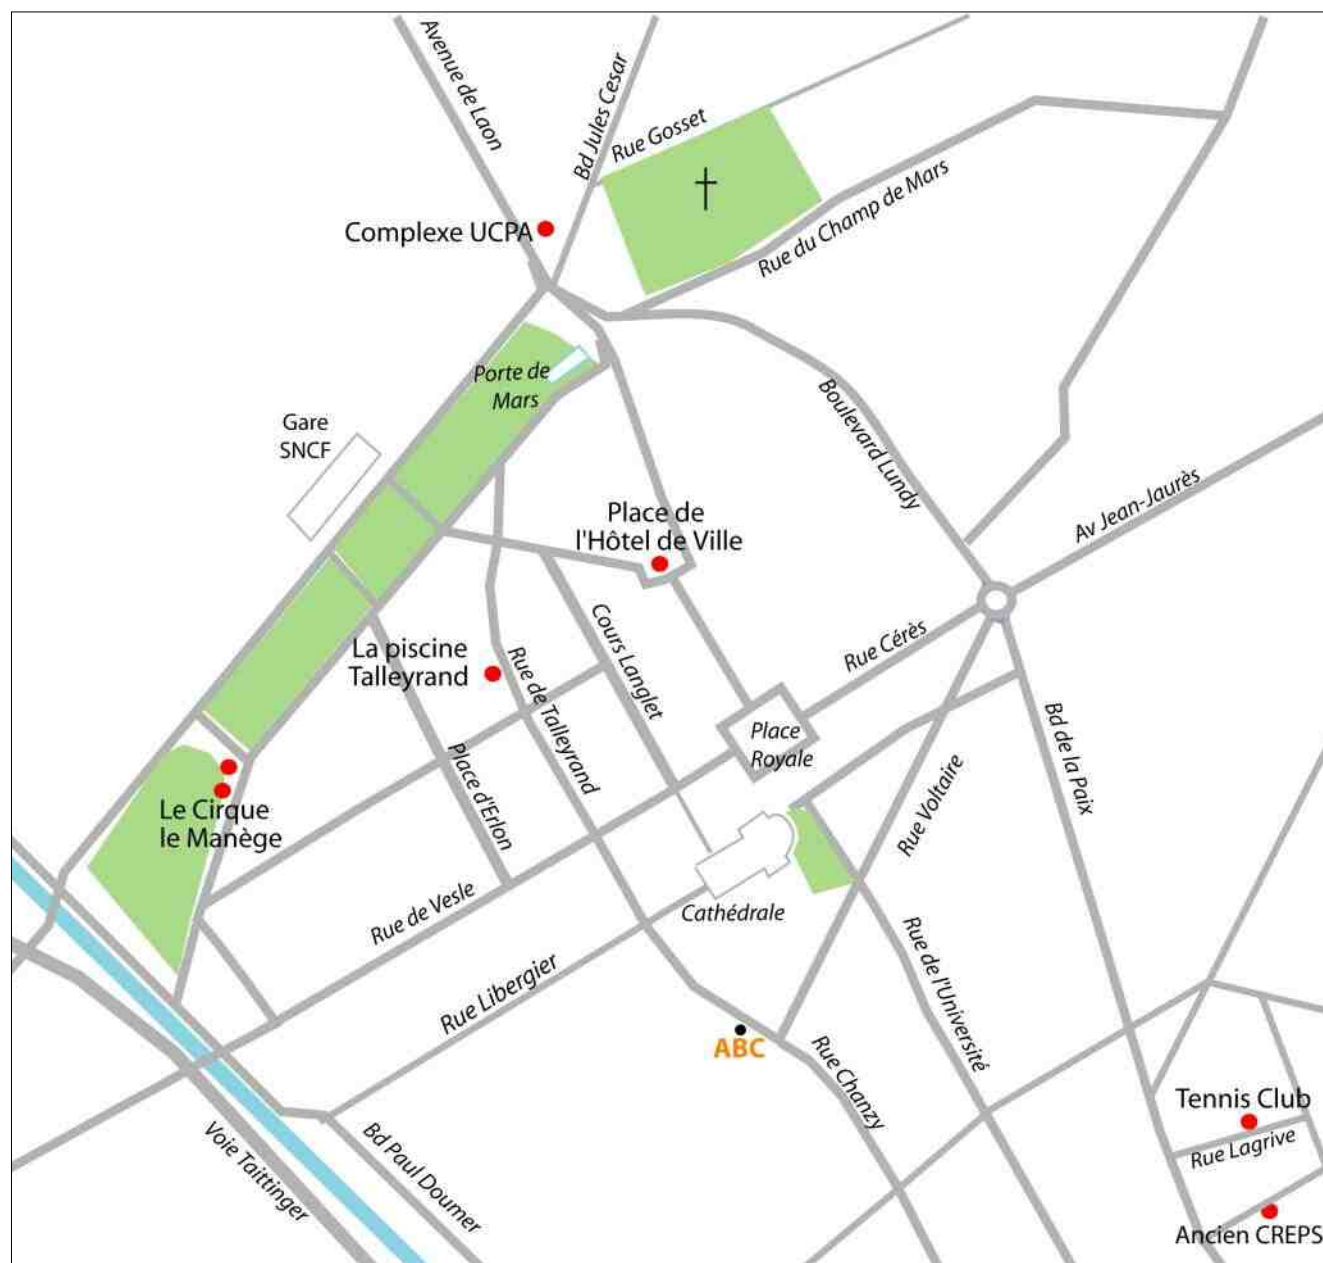 Avenue de Laon
Bd Jules Cesar
Rue Gosset
Complexe UCPA
Rue du Champ de Mars
Porte de
Mars
Gare
SNCF
Boulevard Lundy
Av Jean-Jaurès
Place de
l'Hôtel de Ville
La piscine
Talleyrand
Rue de Talleyrand
Cours Langlet
Rue Cérès
Place
Royale
Bd de la Paix
Place d'Erlon
Rue Voltaire
Le Cirque
le Manège
Rue de Vesle
Cathédrale
Rue Libergier
Rue de l'Université
ABC
Rue Chanzy
Voie Taittinger
Bd Paul Doumer
Tennis Club
Rue Lagrive
Ancien CREPS